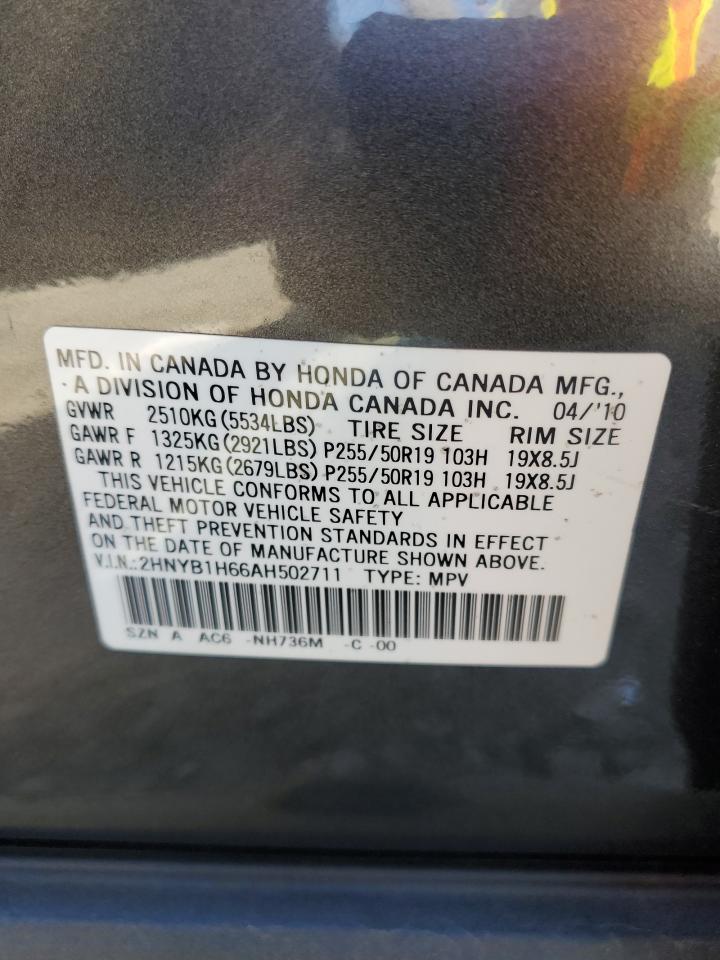 MFD. IN CANADA BY HONDA OF CANADA MFG.,
A DIVISION OF HONDA CANADA INC. 04/'10
GVWR 2510KG (5534LBS) TIRE SIZE RIM SIZE
GAWR F 1325KG (2921LBS) P255/50R19 103H 19X8.5J
GAWR R 1215KG (2679LBS) P255/50R19 103H 19X8.5J
THIS VEHICLE CONFORMS TO ALL APPLICABLE
FEDERAL MOTOR VEHICLE SAFETY
AND THEFT PREVENTION STANDARDS IN EFFECT
ON THE DATE OF MANUFACTURE SHOWN ABOVE.
V.I.N.:2HNYB1H66AH502711 TYPE: MPV
SZN A AC6 -NH736M -C -00